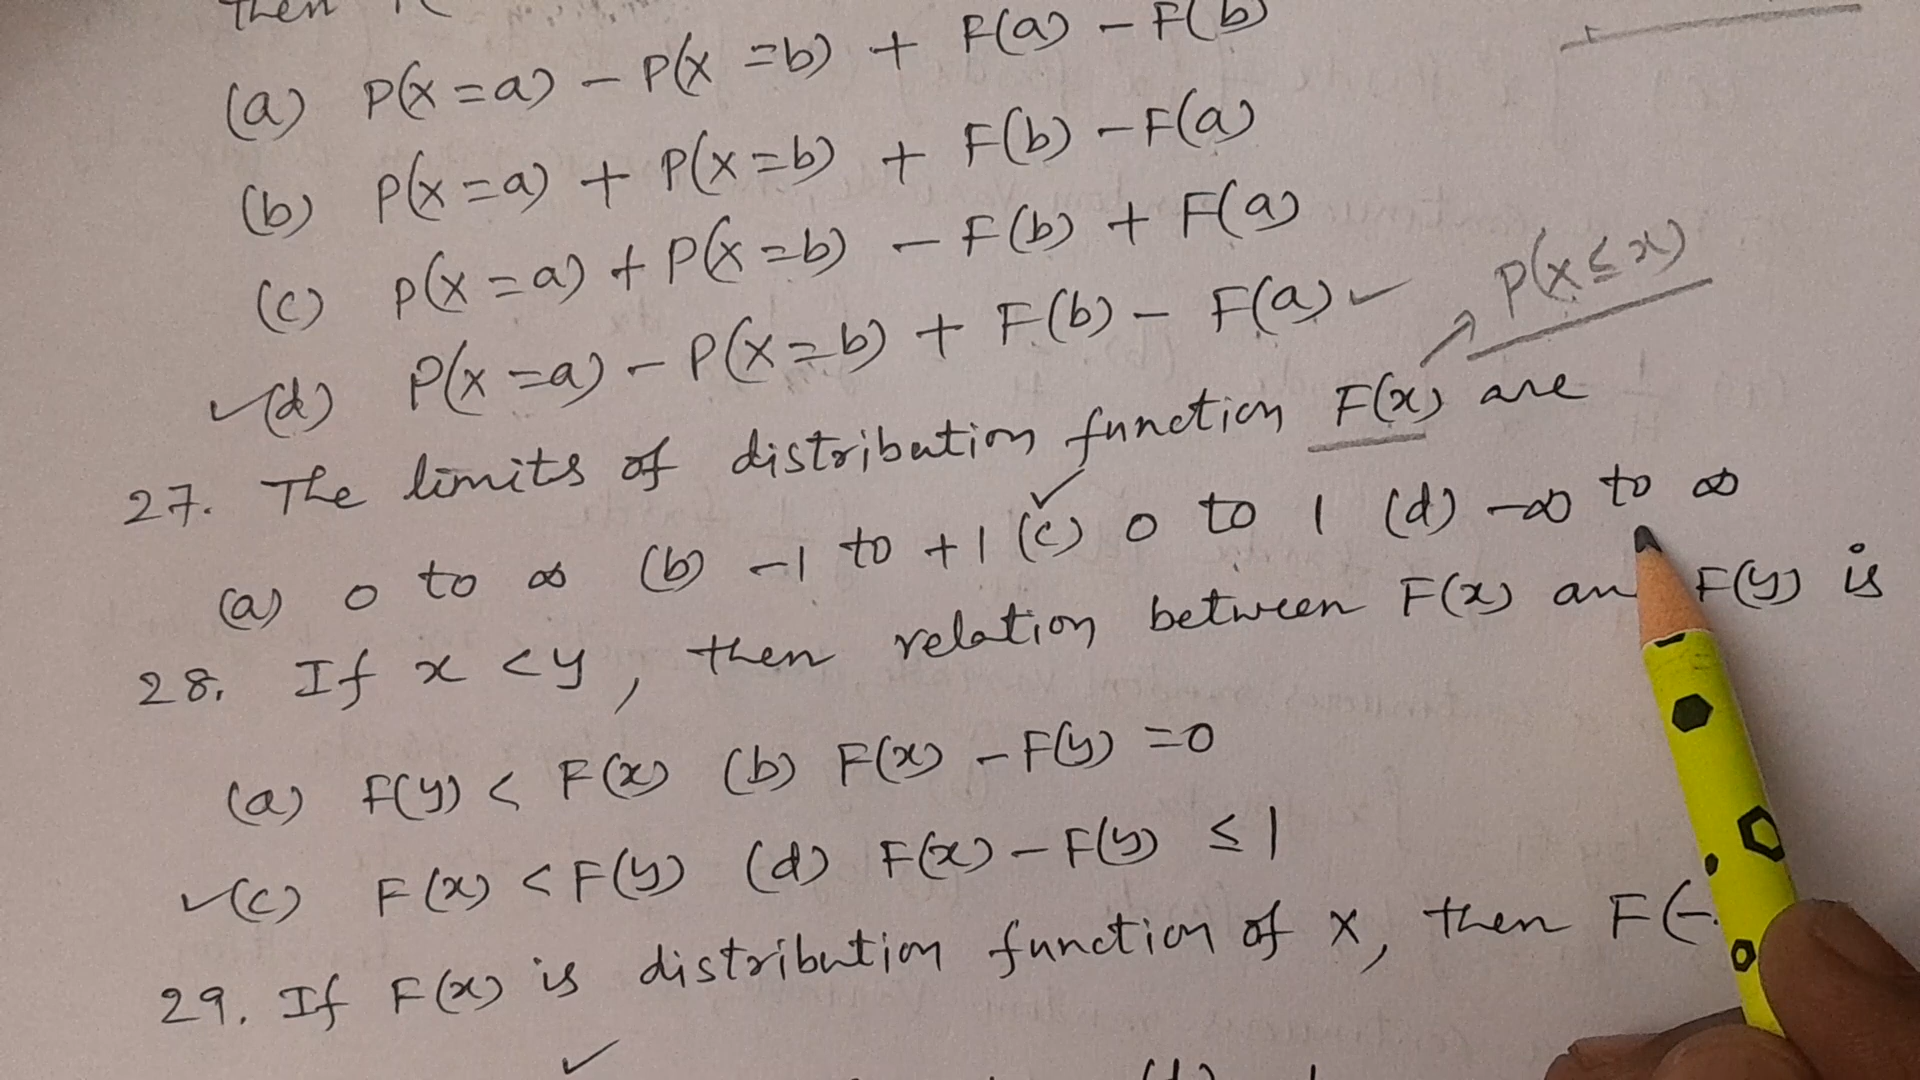 then
(a) P(X=a) - P(X=b) + F(a) - F(b)
(b) P(X=a) + P(X=b) + F(b) - F(a)
(c) P(X=a) + P(X=b) - F(b) + F(a)
(d) P(X=a) - P(X=b) + F(b) - F(a) ✓
P(X≤x)
27. The limits of distribution function F(x) are
(a) 0 to ∞ (b) -1 to +1 (c) 0 to 1 (d) -∞ to ∞
28. If x < y, then relation between F(x) an F(y) is
(a) F(y) < F(x) (b) F(x) - F(y) = 0
✓(c) F(x) < F(y) (d) F(x) - F(y) ≤ 1
29. If F(x) is distribution function of X, then F(-